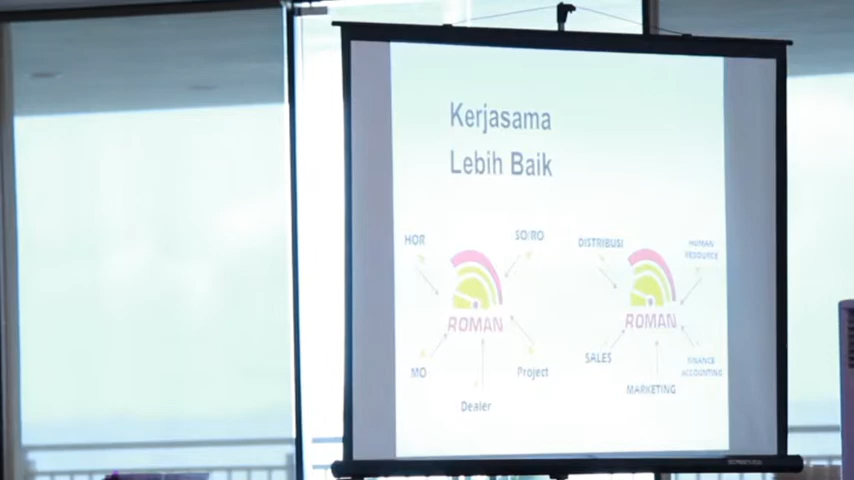 Kerjasama
Lebih Baik
HOR
SO/RO
ROMAN
MO
Project
Dealer
DISTRIBUSI
HUMAN
RESOURCE
ROMAN
SALES
FINANCE
ACCOUNTING
MARKETING